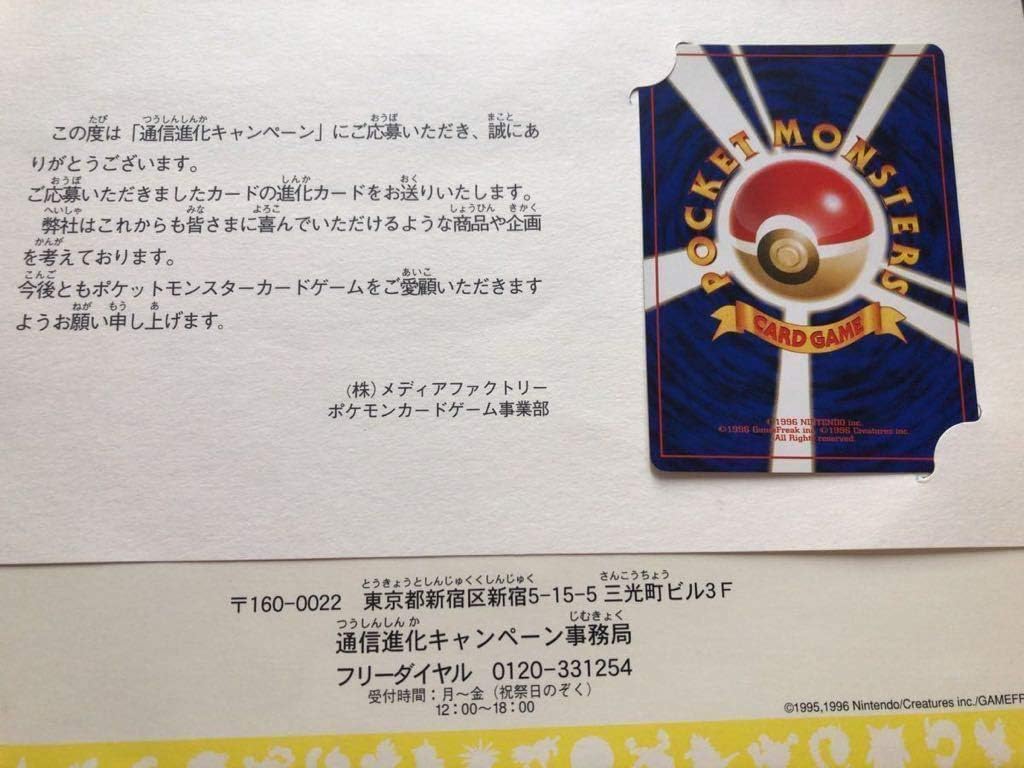 この度は「通信進化キャンペーン」にご応募いただき、誠にあ
りがとうございます。
ご応募いただきましたカードの進化カードをお送りいたします。
弊社はこれからも皆さまに喜んでいただけるような商品や企画
を考えております。
今後ともポケットモンスターカードゲームをご愛顧いただきます
ようお願い申し上げます。
(株)メディアファクトリー
ポケモンカードゲーム事業部
POCKET MONSTERS
CARD GAME
©1996 NINTENDO inc.
©1996 GameFreak inc. ©1996 Creatures inc.
All Rights reserved.
〒160-0022 東京都新宿区新宿5-15-5 三光町ビル3F
通信進化キャンペーン事務局
フリーダイヤル 0120-331254
受付時間：月〜金（祝祭日のぞく）
12:00〜18:00
©1995,1996 Nintendo/Creatures inc./GAMEFR